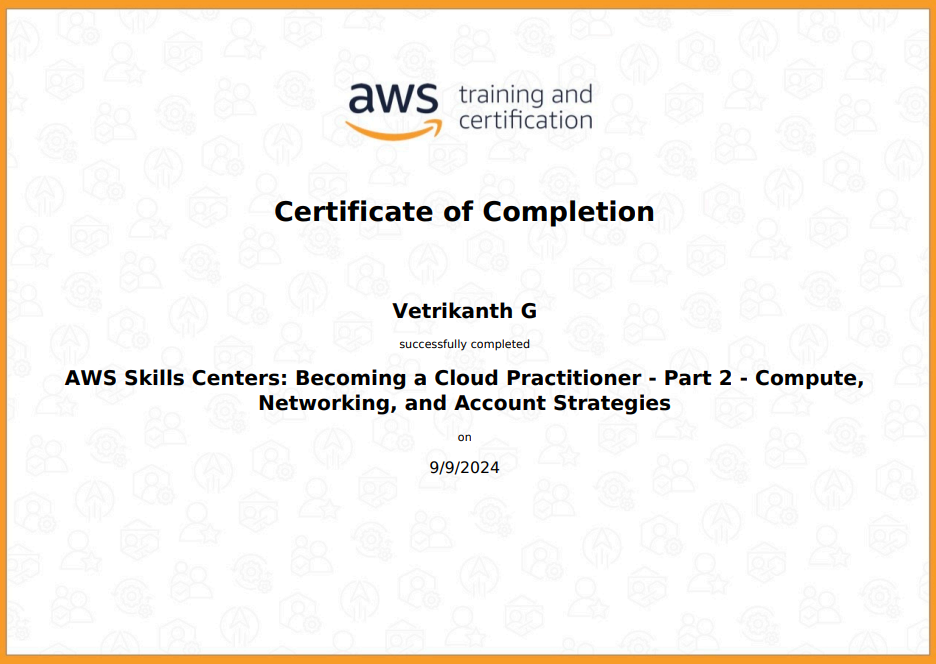 aws training and
certification
Certificate of Completion
Vetrikanth G
successfully completed
AWS Skills Centers: Becoming a Cloud Practitioner - Part 2 - Compute,
Networking, and Account Strategies
on
9/9/2024